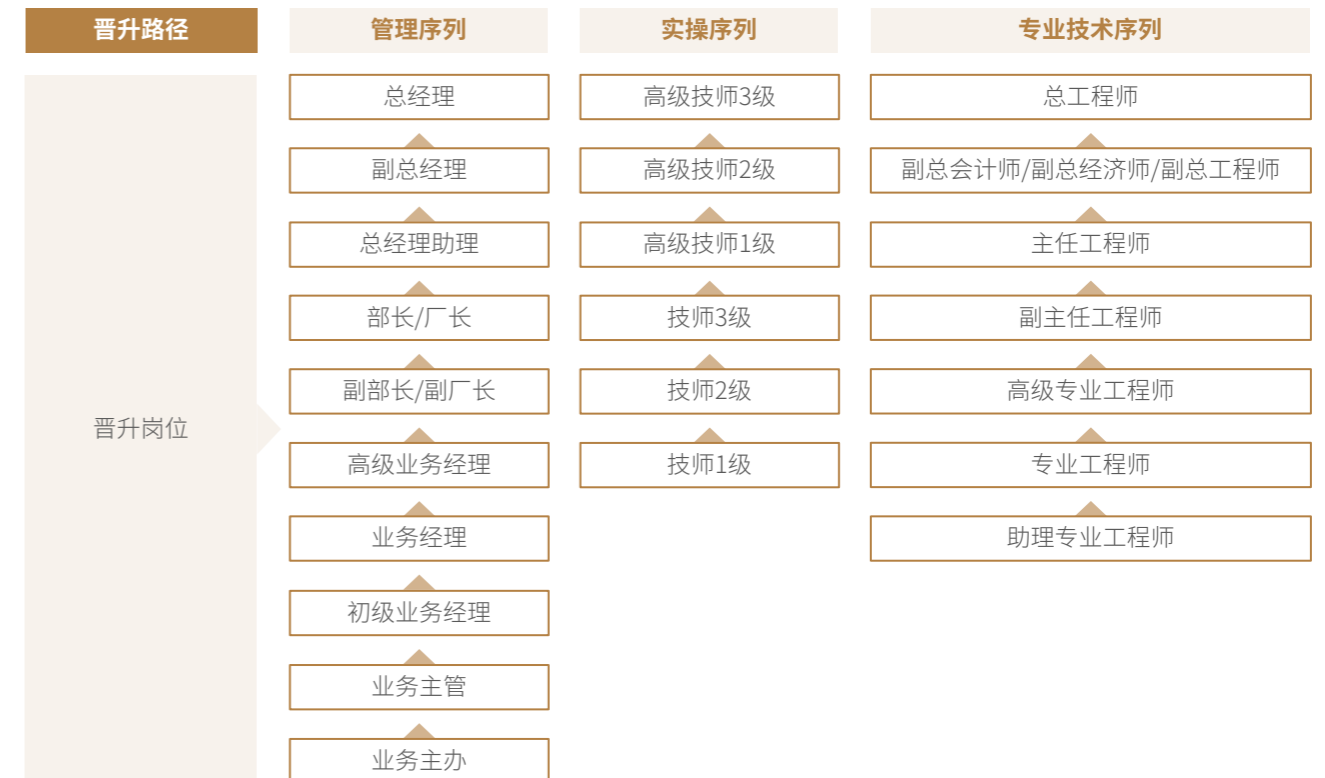 晋升路径 管理序列 实操序列 专业技术序列
总经理 高级技师3级 总工程师
副总经理 高级技师2级 副总会计师/副总经济师/副总工程师
总经理助理 高级技师1级 主任工程师
部长/厂长 技师3级 副主任工程师
副部长/副厂长 技师2级 高级专业工程师
晋升岗位
高级业务经理 技师1级 专业工程师
业务经理 助理专业工程师
初级业务经理
业务主管
业务主办